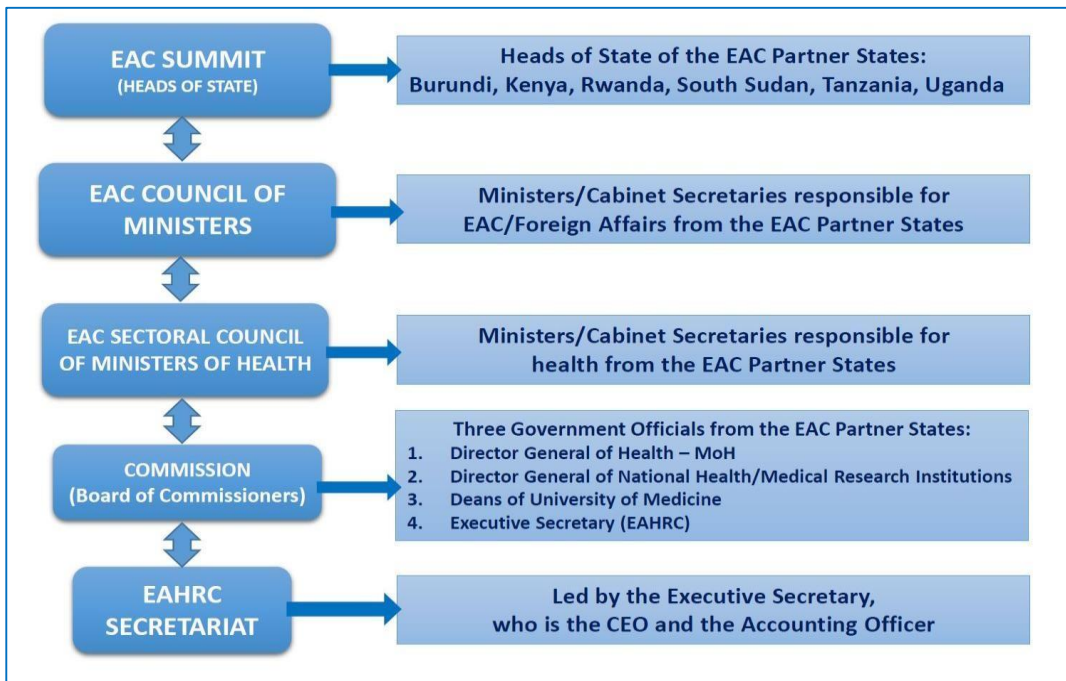 EAC SUMMIT
(HEADS OF STATE)
Heads of State of the EAC Partner States:
Burundi, Kenya, Rwanda, South Sudan, Tanzania, Uganda
EAC COUNCIL OF
MINISTERS
Ministers/Cabinet Secretaries responsible for
EAC/Foreign Affairs from the EAC Partner States
EAC SECTORAL COUNCIL
OF MINISTERS OF HEALTH
Ministers/Cabinet Secretaries responsible for
health from the EAC Partner States
COMMISSION
(Board of Commissioners)
Three Government Officials from the EAC Partner States:
1. Director General of Health – MoH
2. Director General of National Health/Medical Research Institutions
3. Deans of University of Medicine
4. Executive Secretary (EAHRC)
EAHRC
SECRETARIAT
Led by the Executive Secretary,
who is the CEO and the Accounting Officer